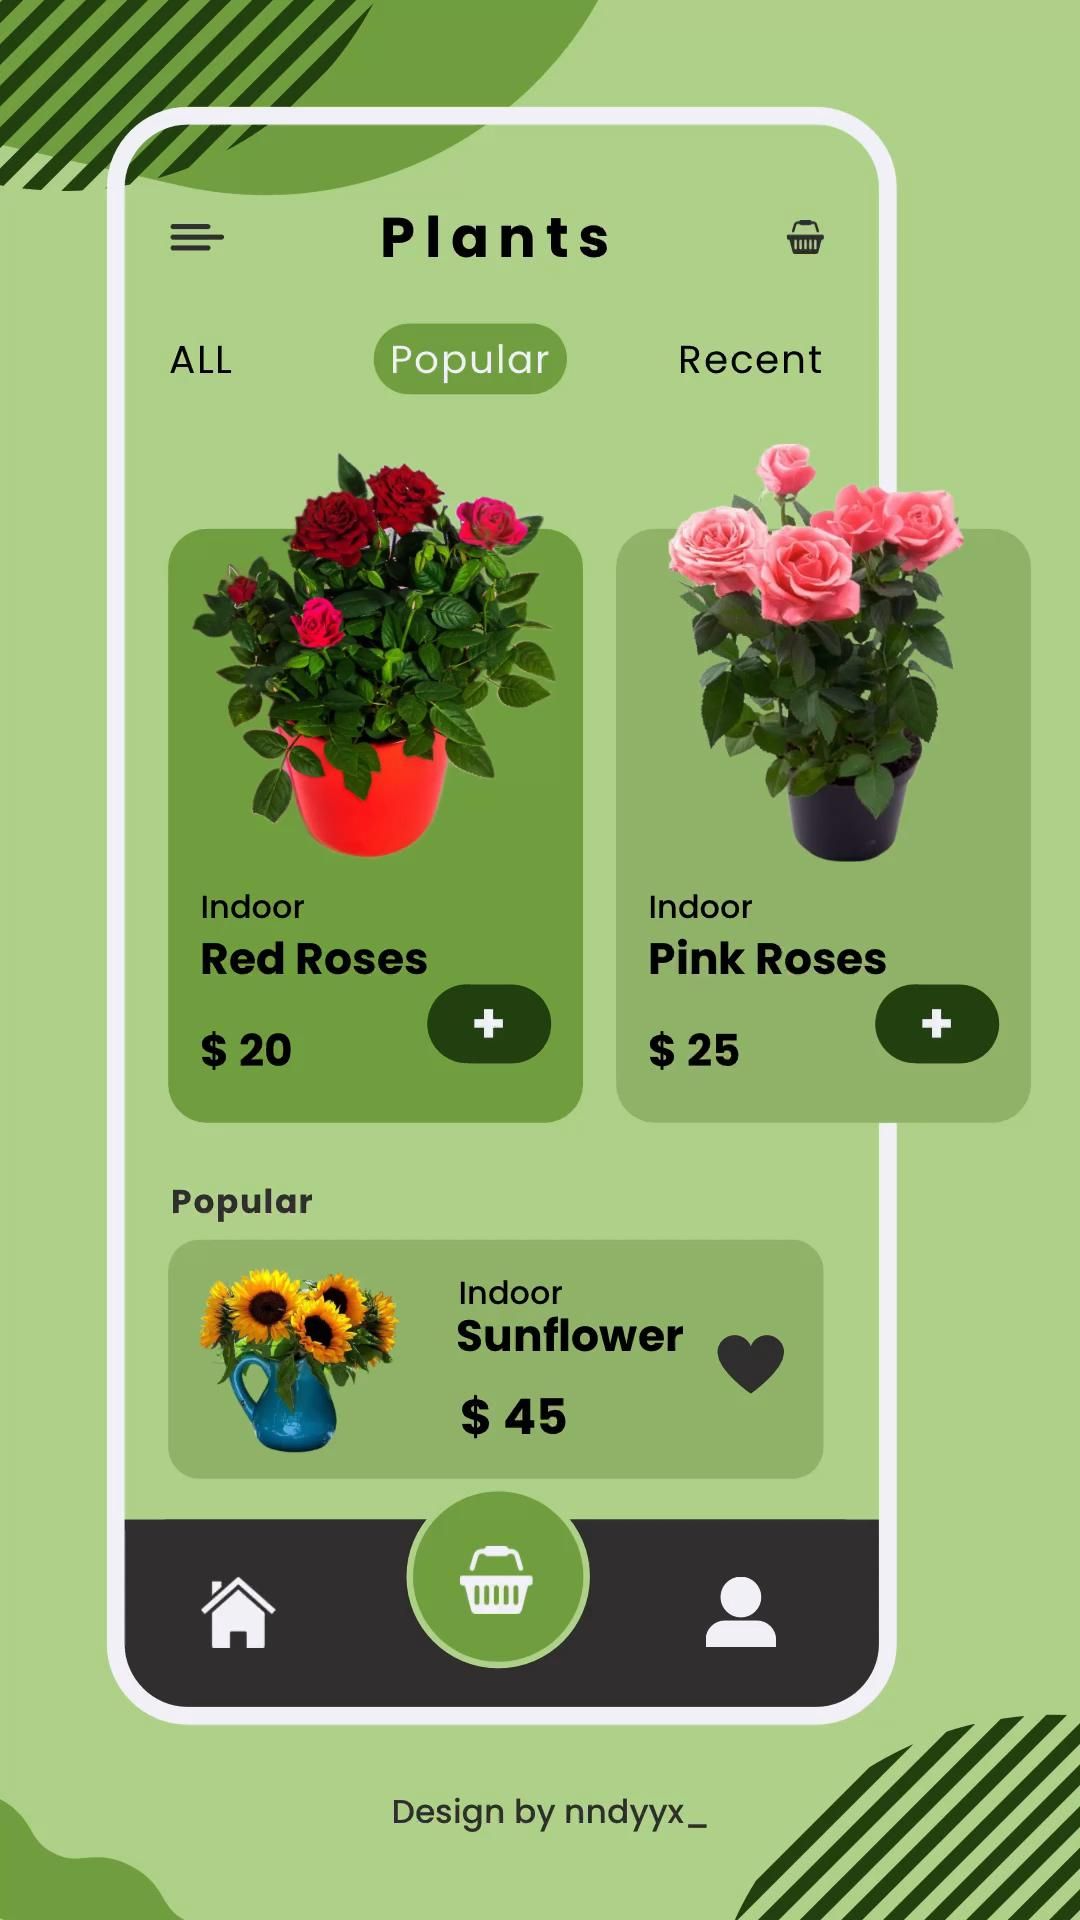 Plants
ALL
Popular
Recent
Indoor
Red Roses
$ 20
Indoor
Pink Roses
$ 25
Popular
Indoor
Sunflower
$ 45
Design by nndyyx_